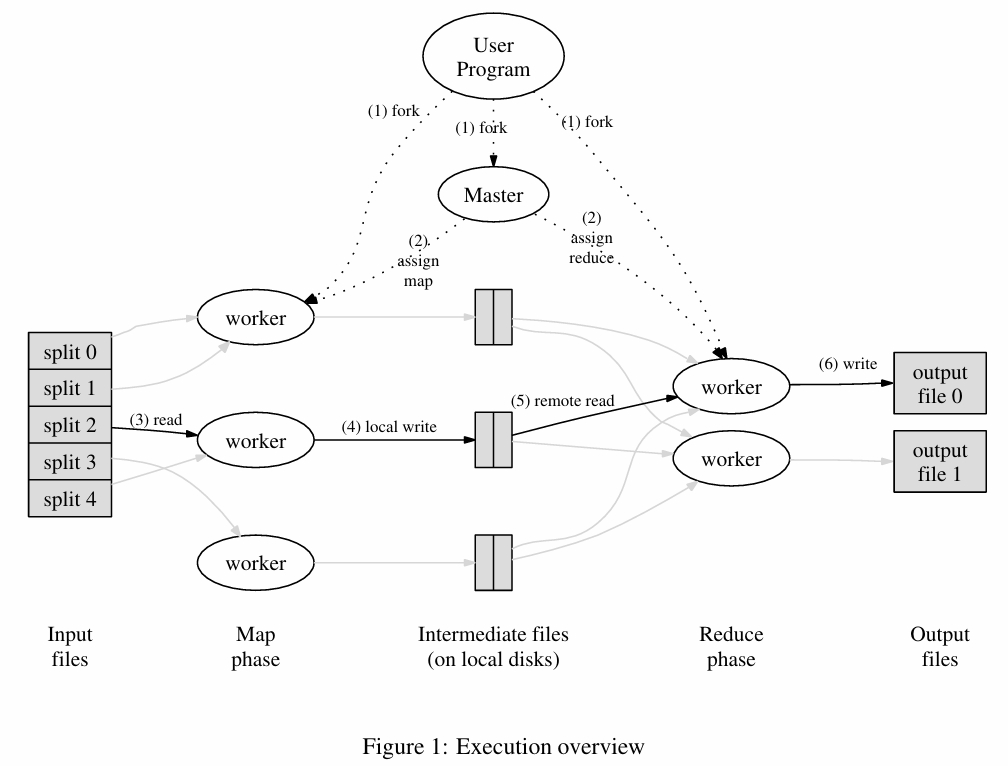 User
Program
(1) fork
(1) fork
(1) fork
Master
(2)
assign
map
(2)
assign
reduce
worker
split 0
split 1
split 2
split 3
split 4
(3) read
worker
(4) local write
(5) remote read
worker
(6) write
output
file 0
worker
output
file 1
worker
Input
files
Map
phase
Intermediate files
(on local disks)
Reduce
phase
Output
files
Figure 1: Execution overview